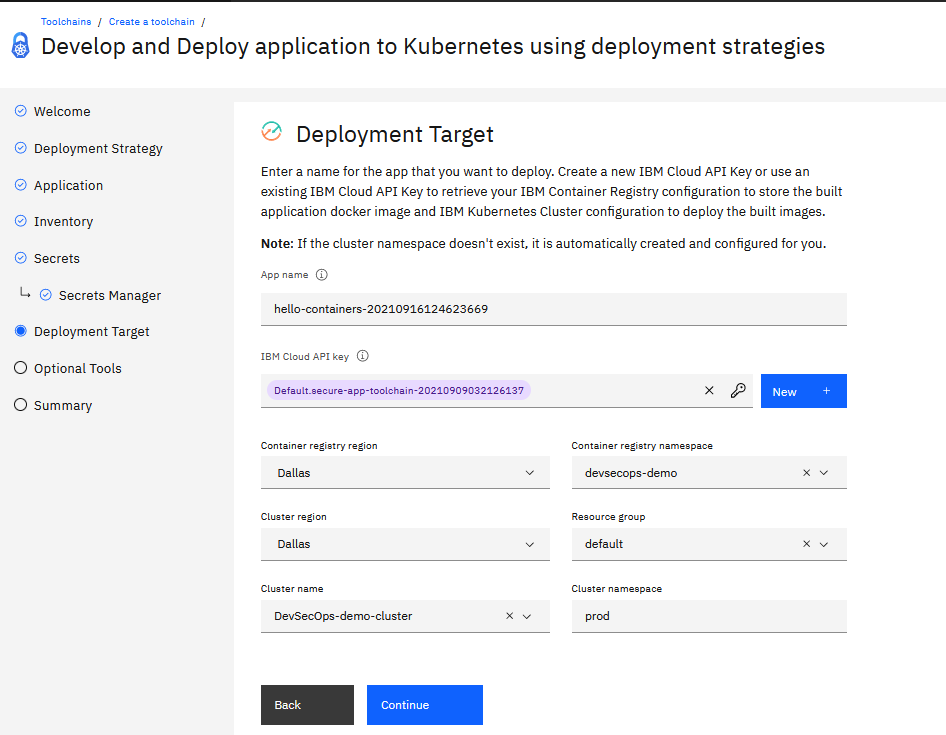 Toolchains / Create a toolchain /
Develop and Deploy application to Kubernetes using deployment strategies
Welcome
Deployment Strategy
Application
Inventory
Secrets
Secrets Manager
Deployment Target
Optional Tools
Summary
Deployment Target
Enter a name for the app that you want to deploy. Create a new IBM Cloud API Key or use an
existing IBM Cloud API Key to retrieve your IBM Container Registry configuration to store the built
application docker image and IBM Kubernetes Cluster configuration to deploy the built images.
Note: If the cluster namespace doesn't exist, it is automatically created and configured for you.
App name
hello-containers-20210916124623669
IBM Cloud API key
Default.secure-app-toolchain-20210909032126137
New +
Container registry region
Dallas
Container registry namespace
devsecops-demo
Cluster region
Dallas
Resource group
default
Cluster name
DevSecOps-demo-cluster
Cluster namespace
prod
Back
Continue